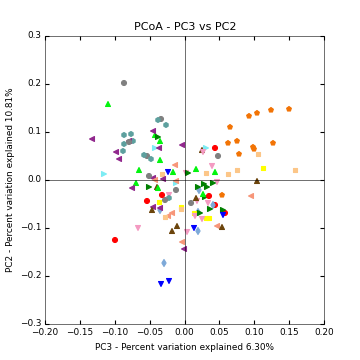 PCoA - PC3 vs PC2
0.3
0.2
0.1
0.0
−0.1
−0.2
−0.3
−0.20 −0.15 −0.10 −0.05 0.00 0.05 0.10 0.15 0.20
PC2 - Percent variation explained 10.81%
PC3 - Percent variation explained 6.30%